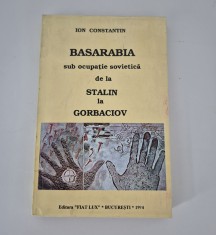 ION CONSTANTIN
BASARABIA
sub ocupație sovietică
de la
STALIN
la
GORBACIOV
Editura "FIAT LUX" * BUCUREȘTI * 1994